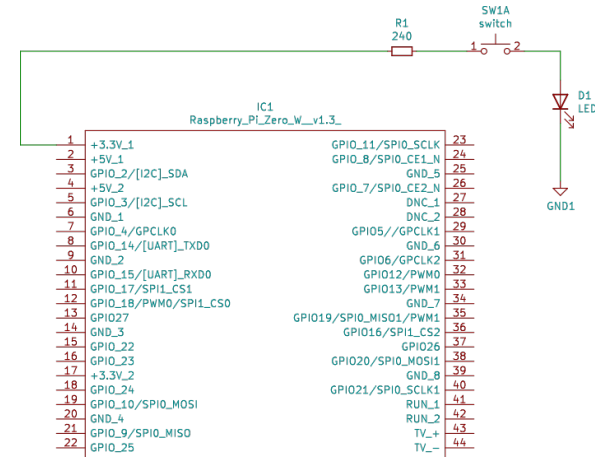 SW1A
switch
R1
240
1 2
D1
LED
GND1
IC1
Raspberry_Pi_Zero_W__v1.3_
1 +3.3V_1 GPIO_11/SPI0_SCLK 23
2 +5V_1 GPIO_8/SPI0_CE1_N 24
3 GPIO_2/[I2C]_SDA GND_5 25
4 +5V_2 GPIO_7/SPI0_CE2_N 26
5 GPIO_3/[I2C]_SCL DNC_1 27
6 GND_1 DNC_2 28
7 GPIO_4/GPCLK0 GPIO5//GPCLK1 29
8 GPIO_14/[UART]_TXD0 GND_6 30
9 GND_2 GPIO6/GPCLK2 31
10 GPIO_15/[UART]_RXD0 GPIO12/PWM0 32
11 GPIO_17/SPI1_CS1 GPIO13/PWM1 33
12 GPIO_18/PWM0/SPI1_CS0 GND_7 34
13 GPIO27 GPIO19/SPI0_MISO1/PWM1 35
14 GND_3 GPIO16/SPI1_CS2 36
15 GPIO_22 GPIO26 37
16 GPIO_23 GPIO20/SPI0_MOSI1 38
17 +3.3V_2 GND_8 39
18 GPIO_24 GPIO21/SPI0_SCLK1 40
19 GPIO_10/SPI0_MOSI RUN_1 41
20 GND_4 RUN_2 42
21 GPIO_9/SPI0_MISO TV_+ 43
22 GPIO_25 TV_- 44